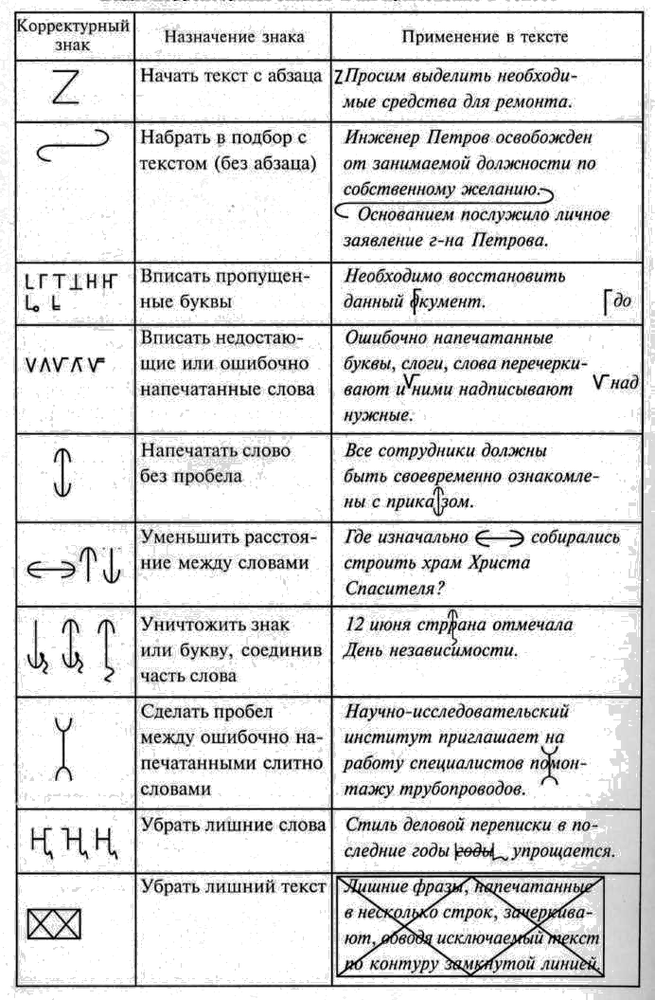 Корректурный знак
Назначение знака
Применение в тексте
Начать текст с абзаца
Просим выделить необходи-
мые средства для ремонта.
Набрать в подбор с
текстом (без абзаца)
Инженер Петров освобожден
от занимаемой должности по
собственному желанию.
Основанием послужило личное
заявление г-на Петрова.
Вписать пропущен-
ные буквы
Необходимо восстановить
данный окумент.
до
Вписать недостаю-
щие или ошибочно
напечатанные слова
Ошибочно напечатанные
буквы, слоги, слова перечерки-
вают и ними надписывают
нужные.
над
Напечатать слово
без пробела
Все сотрудники должны
быть своевременно ознакомле-
ны с прика зом.
Уменьшить расстоя-
ние между словами
Где изначально собирались
строить храм Христа
Спасителя?
Уничтожить знак
или букву, соединив
часть слова
12 июня стррана отмечала
День независимости.
Сделать пробел
между ошибочно на-
печатанными слитно
словами
Научно-исследовательский
институт приглашает на
работу специалистов помон-
тажу трубопроводов.
Убрать лишние слова
Стиль деловой переписки в по-
следние годы годы упрощается.
Убрать лишний текст
Лишние фразы, напечатанные
в несколько строк, зачеркива-
ют, обводя исключаемый текст
по контуру замкнутой линией.